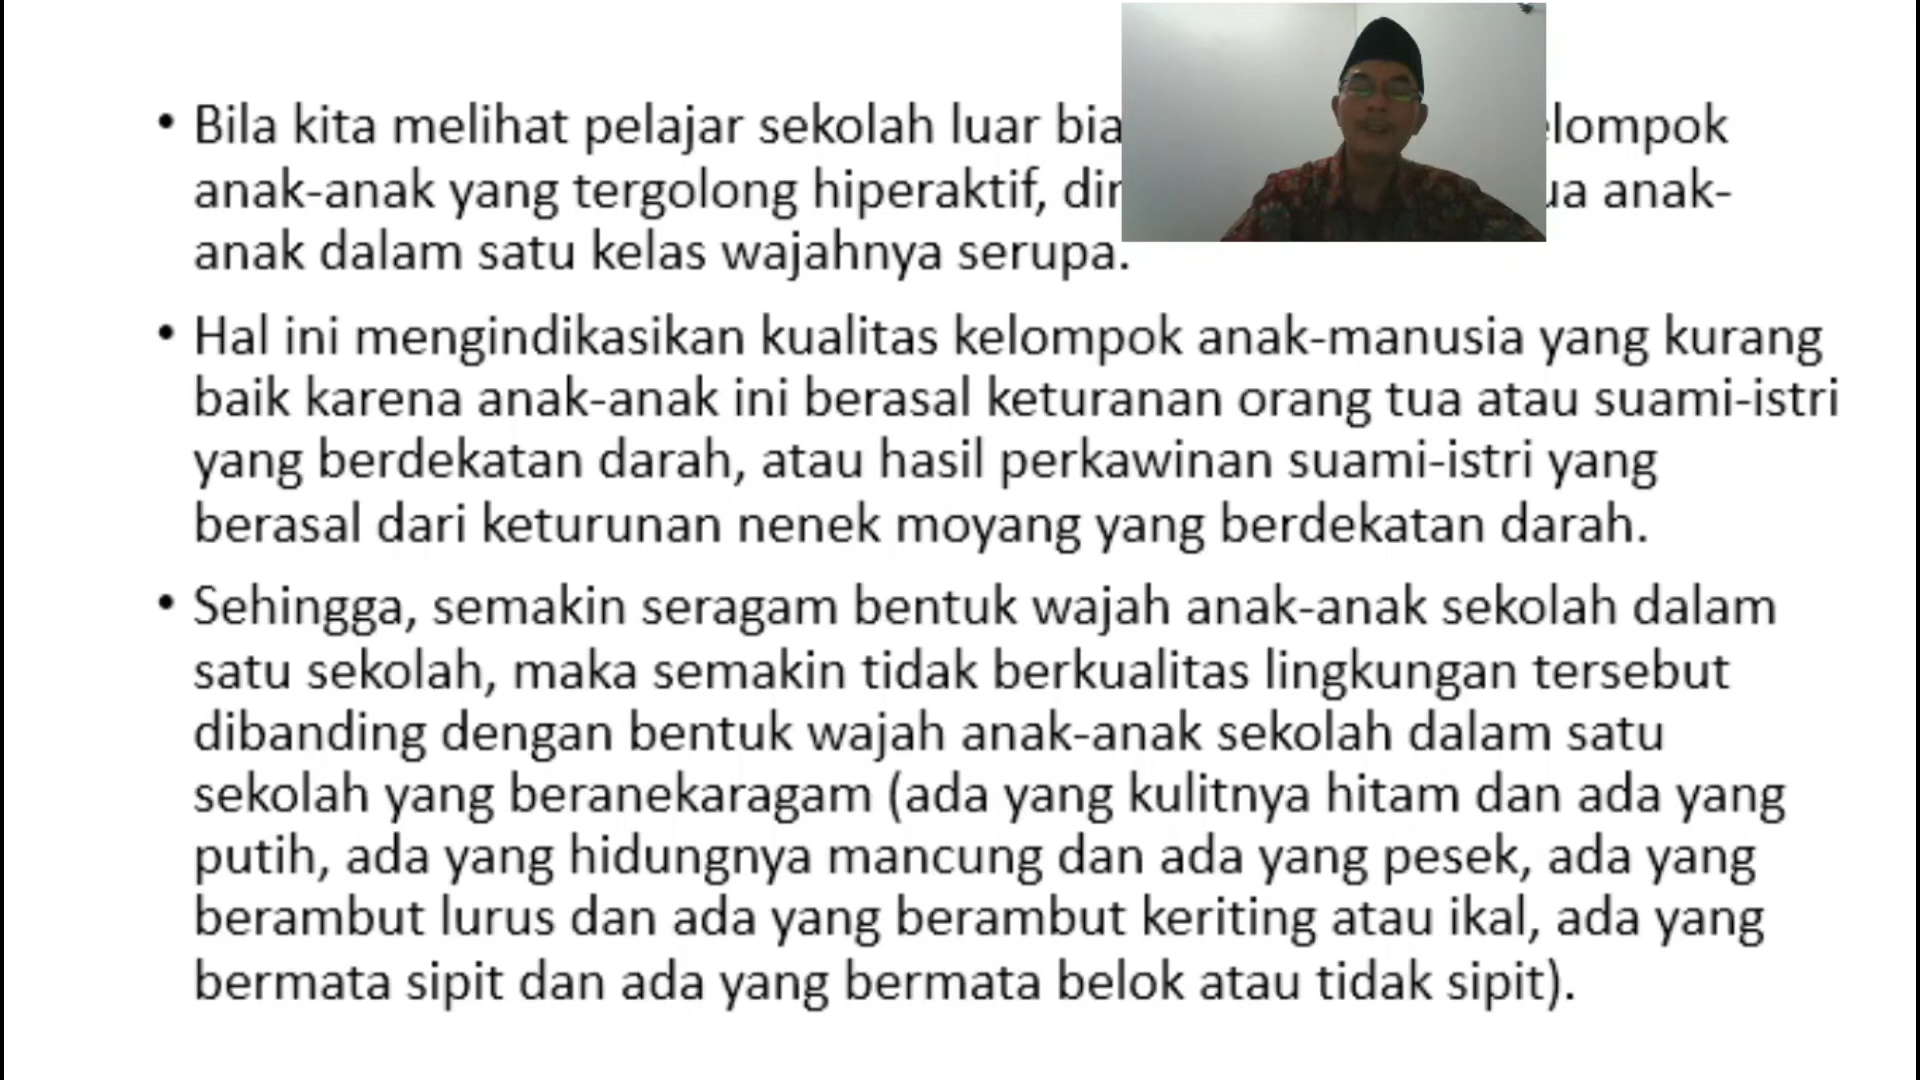 • Bila kita melihat pelajar sekolah luar
anak-anak yang tergolong hiperaktif, anak-
anak dalam satu kelas wajahnya serupa.
• Hal ini mengindikasikan kualitas kelompok anak-manusia yang kurang
baik karena anak-anak ini berasal keturanan orang tua atau suami-istri
yang berdekatan darah, atau hasil perkawinan suami-istri yang
berasal dari keturunan nenek moyang yang berdekatan darah.
• Sehingga, semakin seragam bentuk wajah anak-anak sekolah dalam
satu sekolah, maka semakin tidak berkualitas lingkungan tersebut
dibanding dengan bentuk wajah anak-anak sekolah dalam satu
sekolah yang beranekaragam (ada yang kulitnya hitam dan ada yang
putih, ada yang hidungnya mancung dan ada yang pesek, ada yang
berambut lurus dan ada yang berambut keriting atau ikal, ada yang
bermata sipit dan ada yang bermata belok atau tidak sipit).